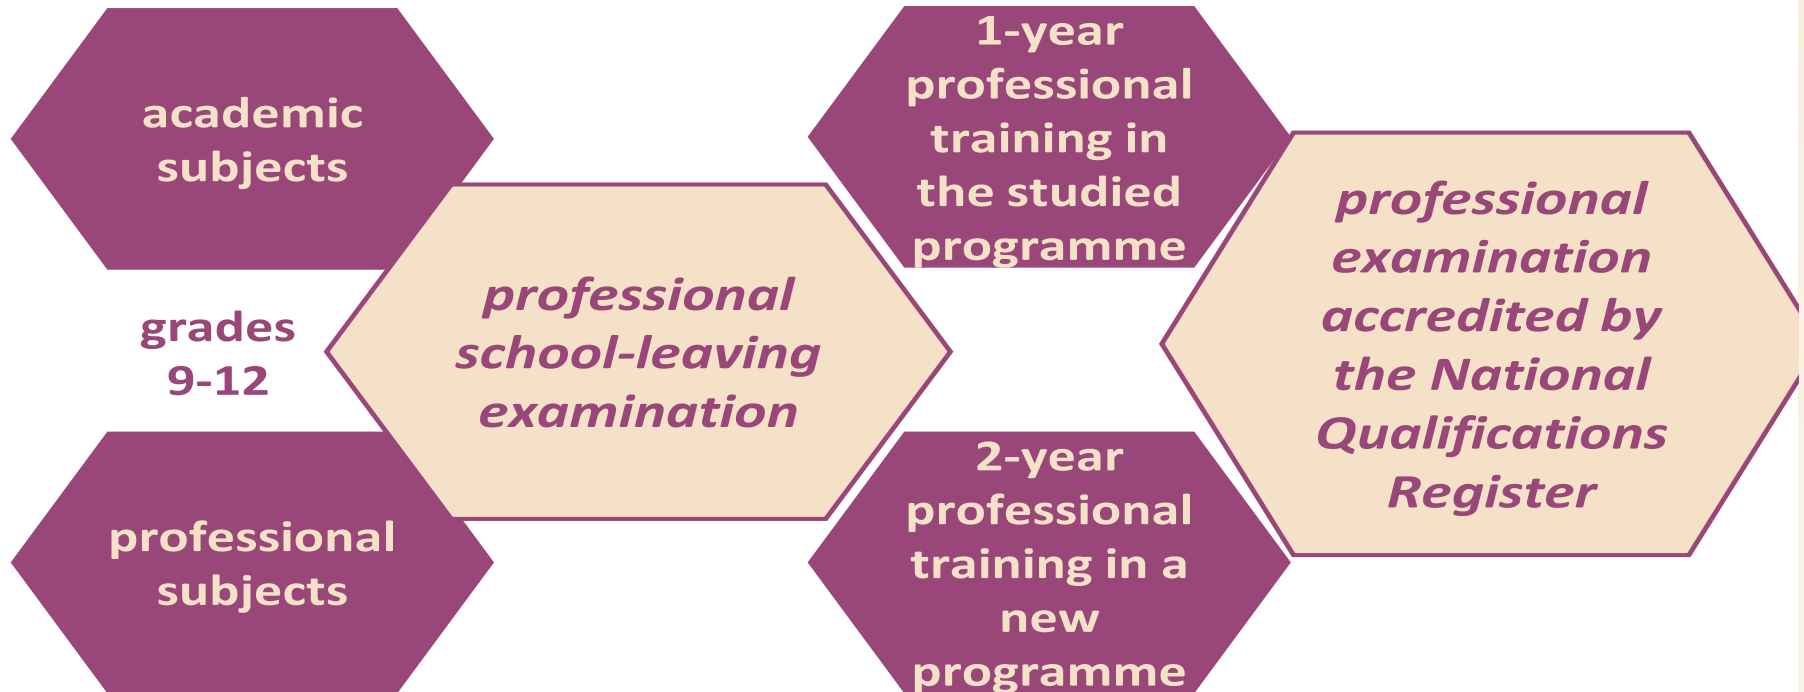 academic
subjects
grades
9-12
professional
subjects
professional
school-leaving
examination
1-year
professional
training in
the studied
programme
2-year
professional
training in a
new
programme
professional
examination
accredited by
the National
Qualifications
Register